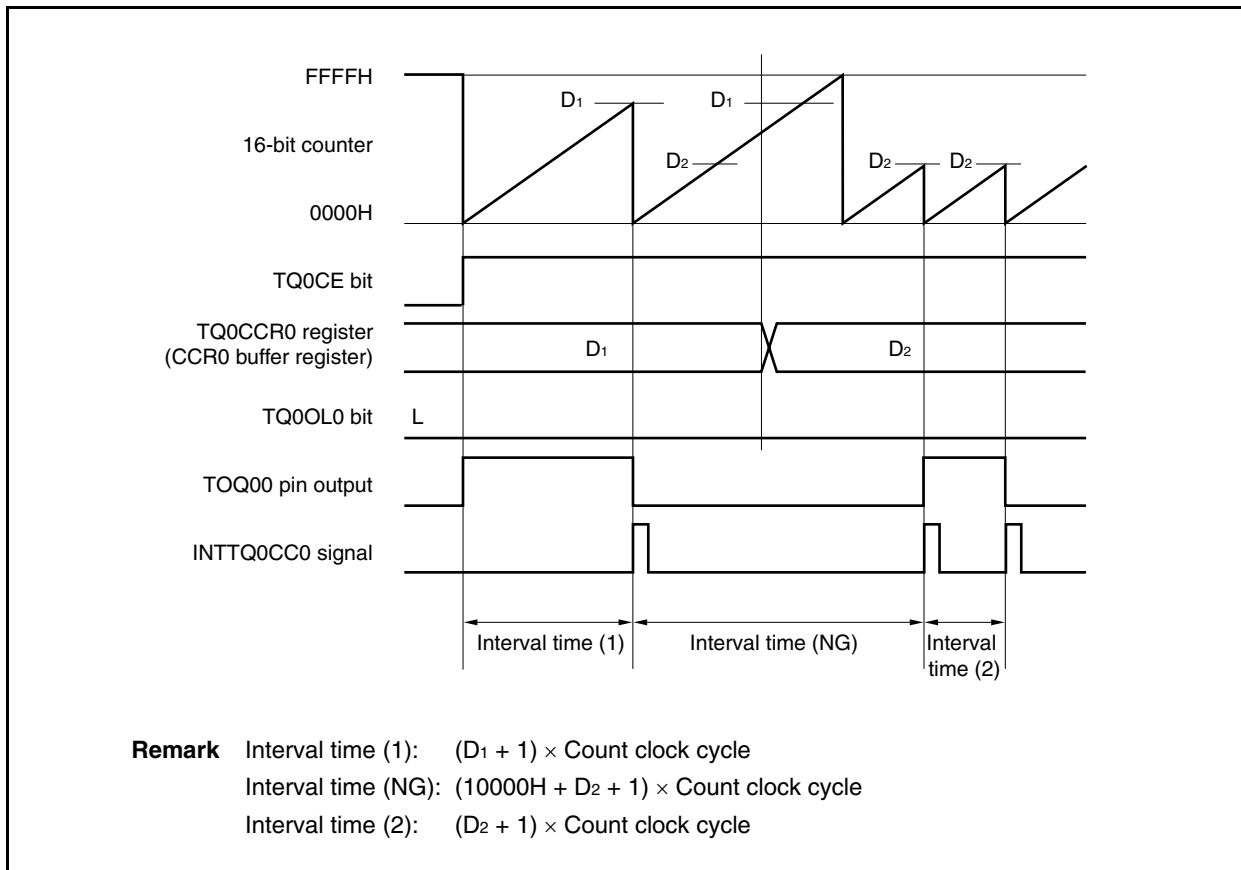 FFFFH
D1
D1
16-bit counter
D2
D2
D2
0000H
TQ0CE bit
TQ0CCR0 register
(CCR0 buffer register)
D1
D2
TQ0OL0 bit
L
TOQ00 pin output
INTTQ0CC0 signal
Interval time (1)
Interval time (NG)
Interval
time (2)
Remark Interval time (1): (D1 + 1) × Count clock cycle
Interval time (NG): (10000H + D2 + 1) × Count clock cycle
Interval time (2): (D2 + 1) × Count clock cycle